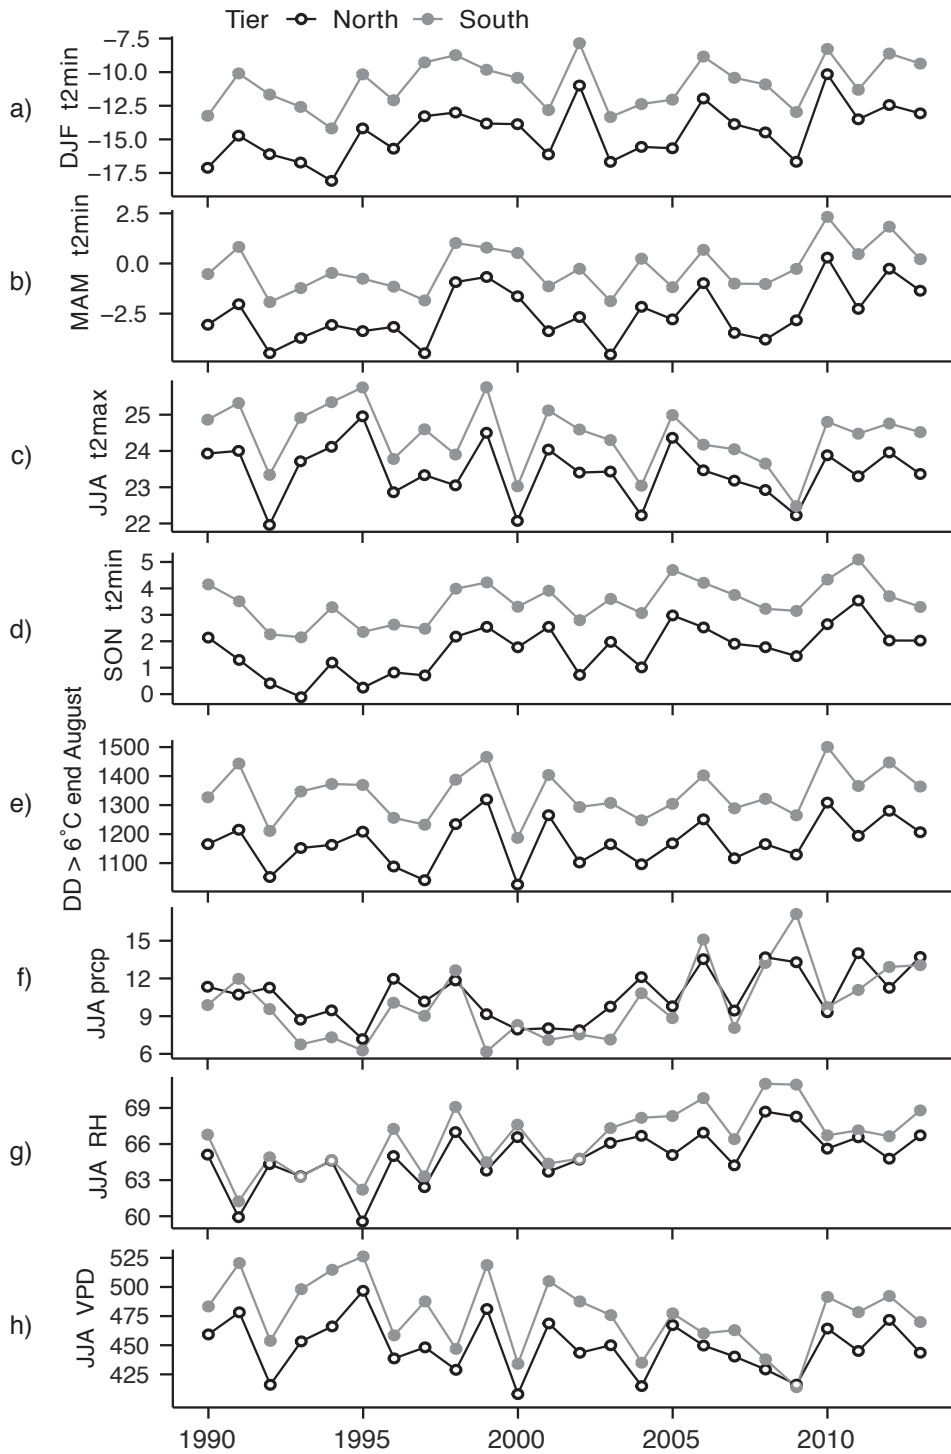 Tier North South
a)
DJF t2min
−7.5
−10.0
−12.5
−15.0
−17.5
b)
MAM t2min
2.5
0.0
−2.5
c)
JJA t2max
25
24
23
22
d)
SON t2min
5
4
3
2
1
0
e)
DD > 6°C end August
1500
1400
1300
1200
1100
f)
JJA prcp
15
12
9
6
g)
JJA RH
69
66
63
60
h)
JJA VPD
525
500
475
450
425
1990 1995 2000 2005 2010